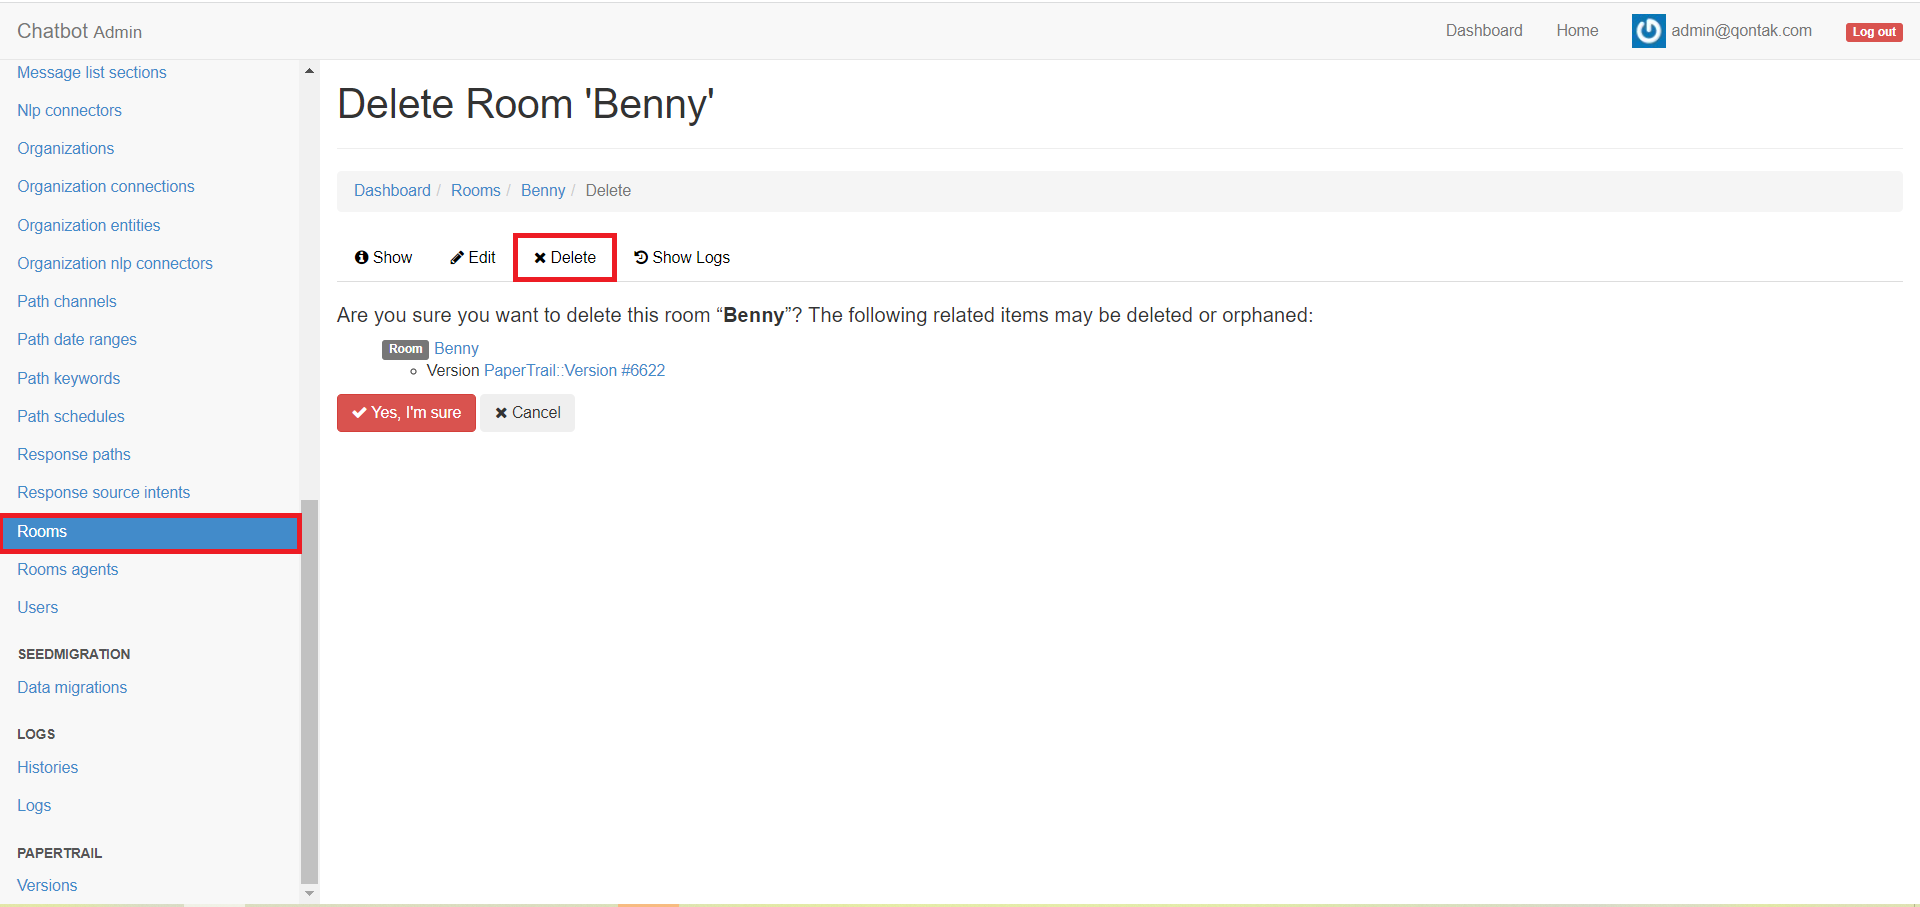 Chatbot Admin
Dashboard
Home
admin@qontak.com
Log out
Message list sections
Nlp connectors
Organizations
Organization connections
Organization entities
Organization nlp connectors
Path channels
Path date ranges
Path keywords
Path schedules
Response paths
Response source intents
Rooms
Rooms agents
Users
SEEDMIGRATION
Data migrations
LOGS
Histories
Logs
PAPERTRAIL
Versions
Delete Room 'Benny'
Dashboard / Rooms / Benny / Delete
Show
Edit
Delete
Show Logs
Are you sure you want to delete this room “Benny”? The following related items may be deleted or orphaned:
Room Benny
Version PaperTrail::Version #6622
Yes, I'm sure
Cancel